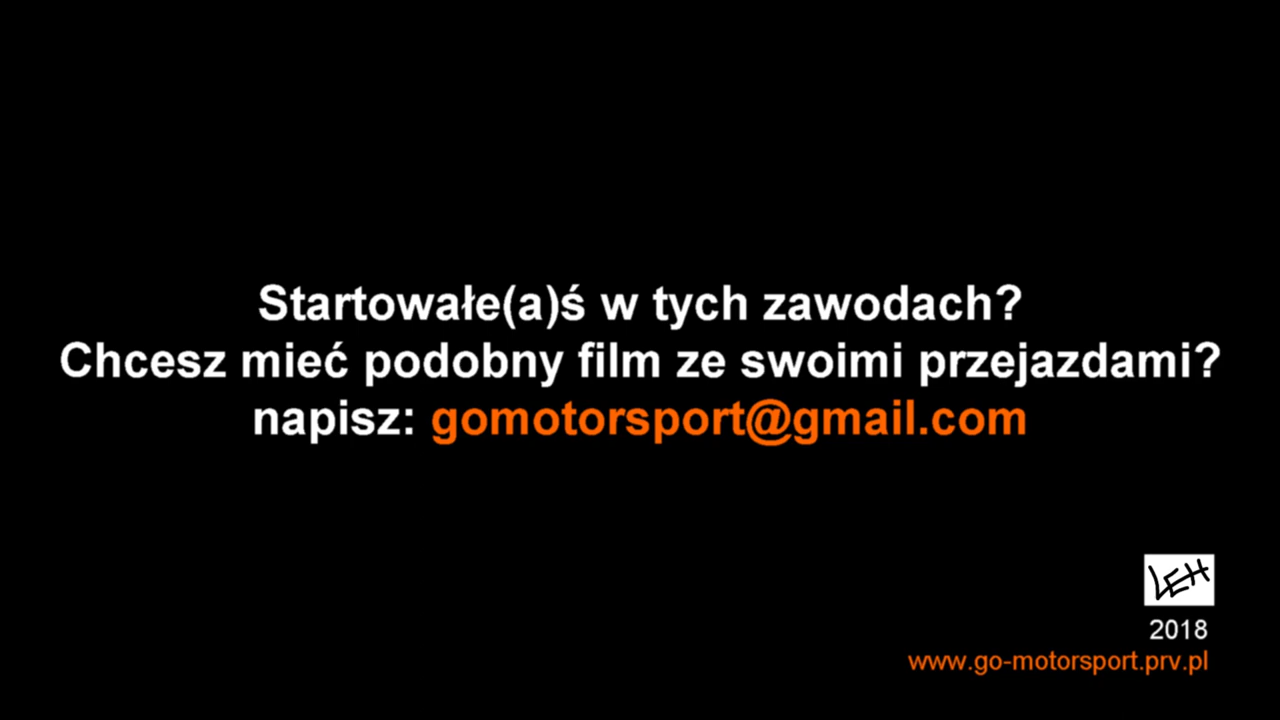 Startowałe(a)ś w tych zawodach?
Chcesz mieć podobny film ze swoimi przejazdami?
napisz: gomotorsport@gmail.com
LEH
2018
www.go-motorsport.prv.pl